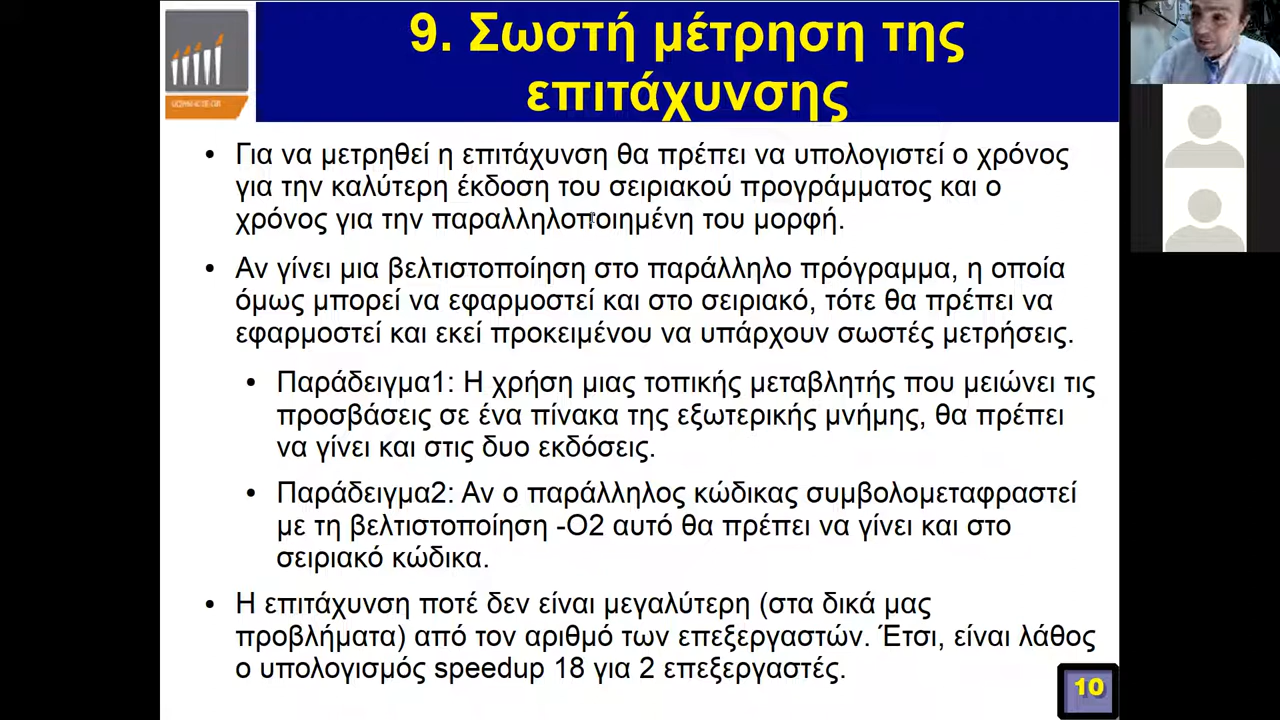 9. Σωστή μέτρηση της
επιτάχυνσης
• Για να μετρηθεί η επιτάχυνση θα πρέπει να υπολογιστεί ο χρόνος
για την καλύτερη έκδοση του σειριακού προγράμματος και ο
χρόνος για την παραλληλοποιημένη του μορφή.
• Αν γίνει μια βελτιστοποίηση στο παράλληλο πρόγραμμα, η οποία
όμως μπορεί να εφαρμοστεί και στο σειριακό, τότε θα πρέπει να
εφαρμοστεί και εκεί προκειμένου να υπάρχουν σωστές μετρήσεις.
• Παράδειγμα1: Η χρήση μιας τοπικής μεταβλητής που μειώνει τις
προσβάσεις σε ένα πίνακα της εξωτερικής μνήμης, θα πρέπει
να γίνει και στις δυο εκδόσεις.
• Παράδειγμα2: Αν ο παράλληλος κώδικας συμβολομεταφραστεί
με τη βελτιστοποίηση -O2 αυτό θα πρέπει να γίνει και στο
σειριακό κώδικα.
• Η επιτάχυνση ποτέ δεν είναι μεγαλύτερη (στα δικά μας
προβλήματα) από τον αριθμό των επεξεργαστών. Έτσι, είναι λάθος
ο υπολογισμός speedup 18 για 2 επεξεργαστές.
10